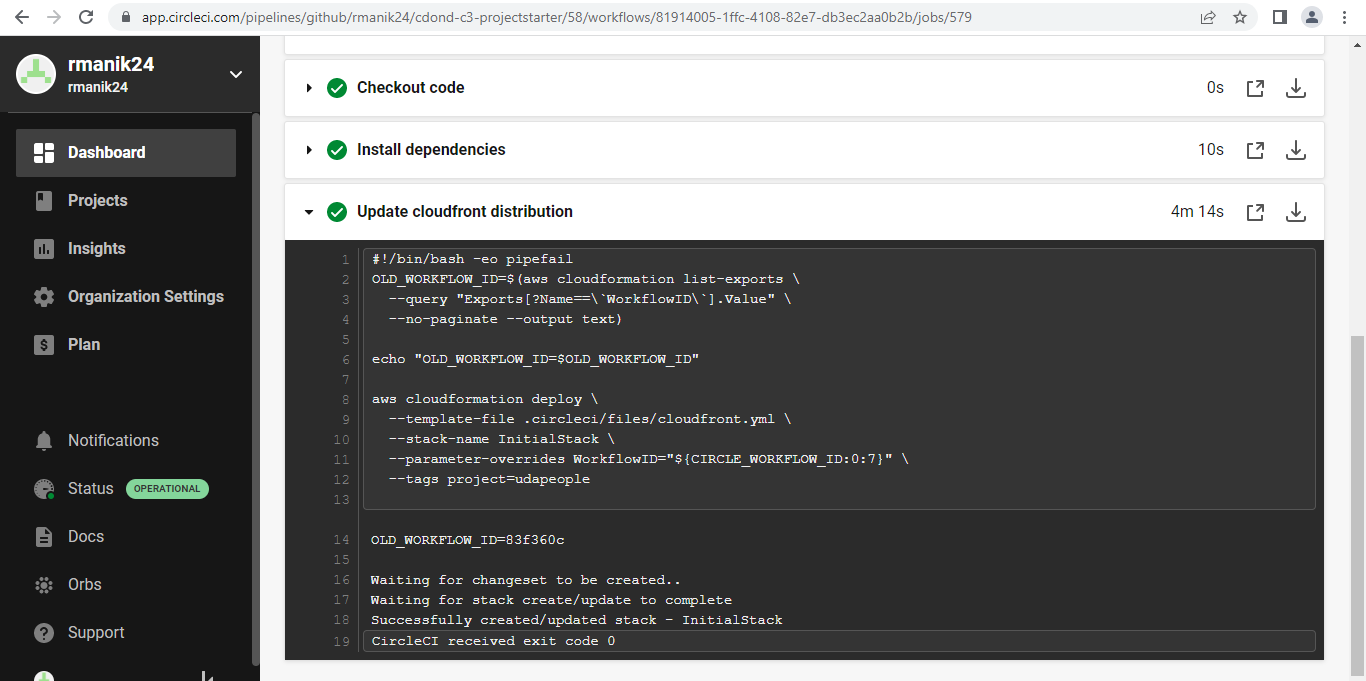 app.circleci.com/pipelines/github/rmanik24/cdond-c3-projectstarter/58/workflows/81914005-1ffc-4108-82e7-db3ec2aa0b2b/jobs/579
rmanik24
rmanik24
Dashboard
Projects
Insights
Organization Settings
$ Plan
Notifications
Status OPERATIONAL
Docs
Orbs
? Support
Checkout code 0s
Install dependencies 10s
Update cloudfront distribution 4m 14s
1 #!/bin/bash -eo pipefail
2 OLD_WORKFLOW_ID=$(aws cloudformation list-exports \
3 --query "Exports[?Name==\`WorkflowID\`].Value" \
4 --no-paginate --output text)
5
6 echo "OLD_WORKFLOW_ID=$OLD_WORKFLOW_ID"
7
8 aws cloudformation deploy \
9 --template-file .circleci/files/cloudfront.yml \
10 --stack-name InitialStack \
11 --parameter-overrides WorkflowID="${CIRCLE_WORKFLOW_ID:0:7}" \
12 --tags project=udapeople
13
14 OLD_WORKFLOW_ID=83f360c
15
16 Waiting for changeset to be created..
17 Waiting for stack create/update to complete
18 Successfully created/updated stack - InitialStack
19 CircleCI received exit code 0